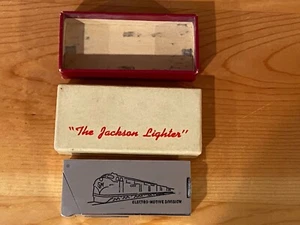 "The Jackson Lighter"
ELECTRO-MOTIVE DIVISION